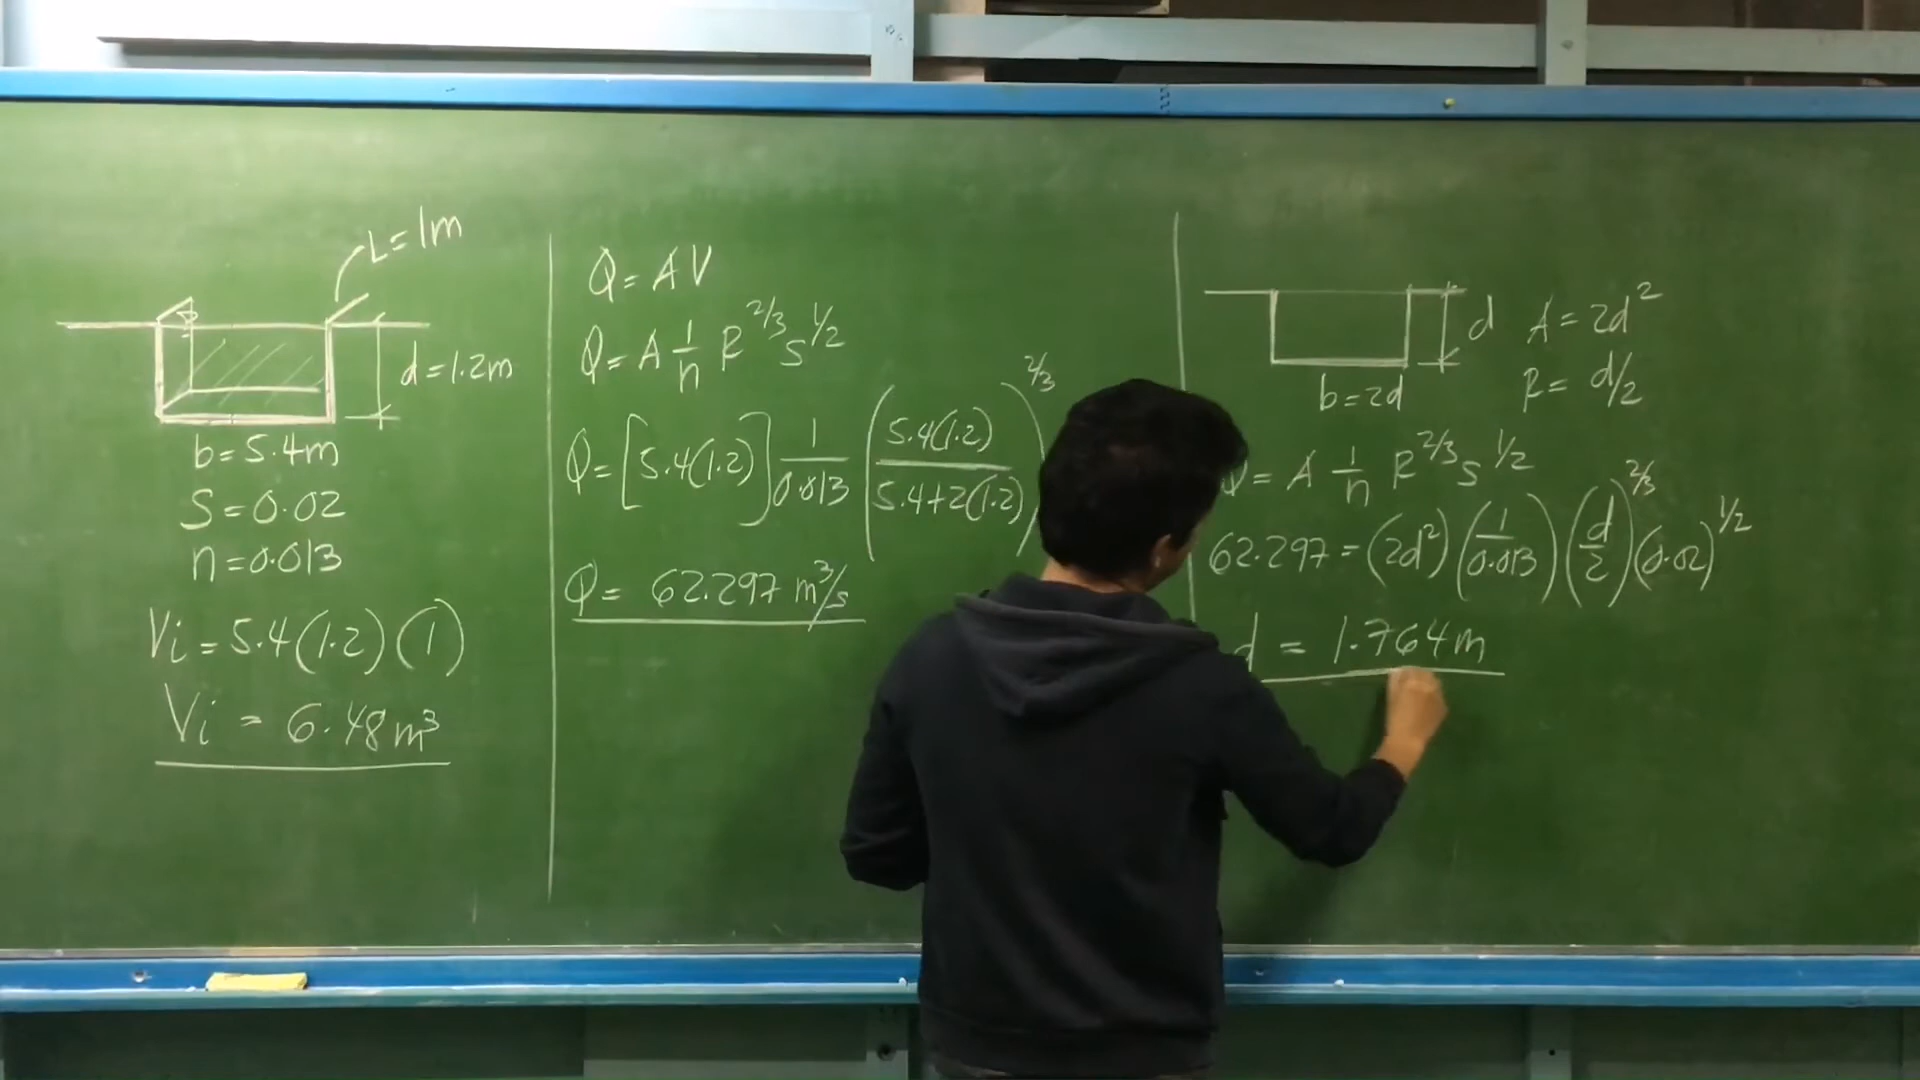 L=1m
d=1.2m
b=5.4m
S=0.02
n=0.013
Vi=5.4(1.2)(1)
Vi = 6.48m³
Q=AV
Q=A 1/n R^2/3 S^1/2
Q=[5.4(1.2)] 1/0.013 (5.4(1.2)/5.4+2(1.2))^2/3
Q= 62.297 m³/s
d
b=2d
A=2d²
R= d/2
Q= A 1/n R^2/3 S^1/2
62.297=(2d²)(1/0.013)(d/2)^2/3(0.02)^1/2
d = 1.764m